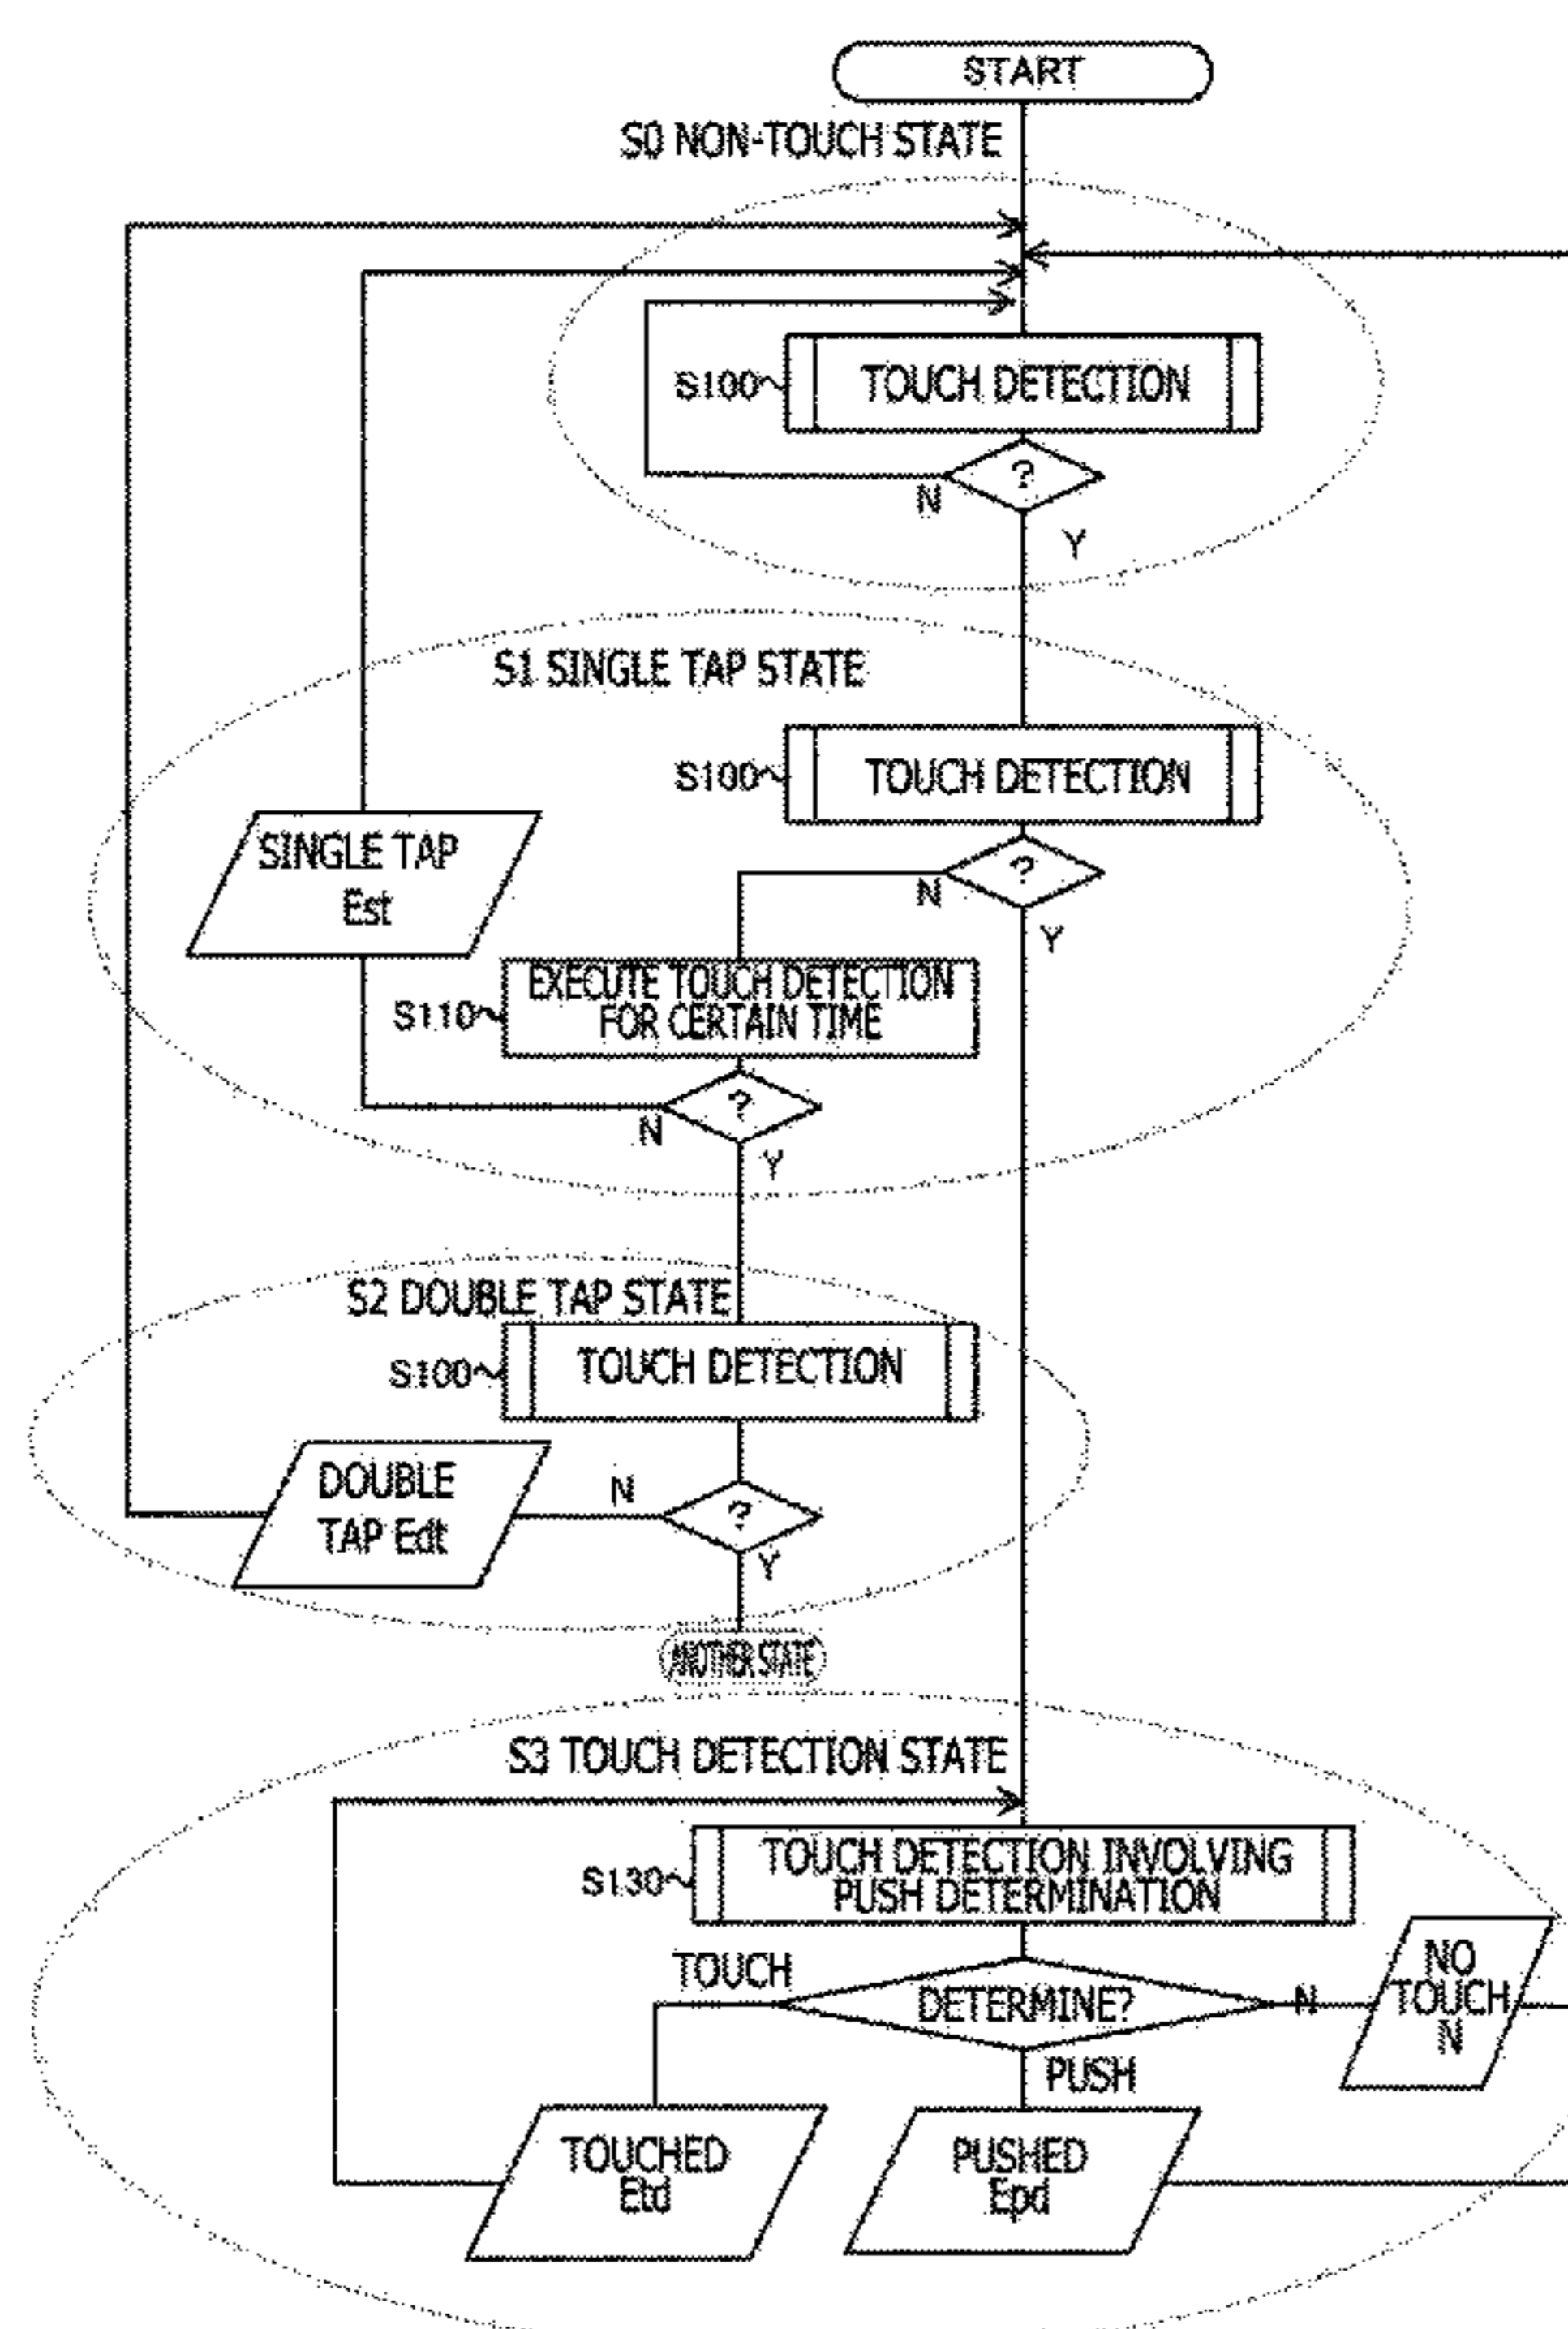 START
S0 NON-TOUCH STATE
S100
TOUCH DETECTION
?
N
Y
S1 SINGLE TAP STATE
S100
TOUCH DETECTION
?
N
Y
SINGLE TAP
Est
S110
EXECUTE TOUCH DETECTION
FOR CERTAIN TIME
?
N
Y
S2 DOUBLE TAP STATE
S100
TOUCH DETECTION
DOUBLE
TAP Edt
N
?
Y
ANOTHER STATE
S3 TOUCH DETECTION STATE
S130
TOUCH DETECTION INVOLVING
PUSH DETERMINATION
TOUCH
DETERMINE?
N
NO
TOUCH
N
PUSH
TOUCHED
Etd
PUSHED
Epd